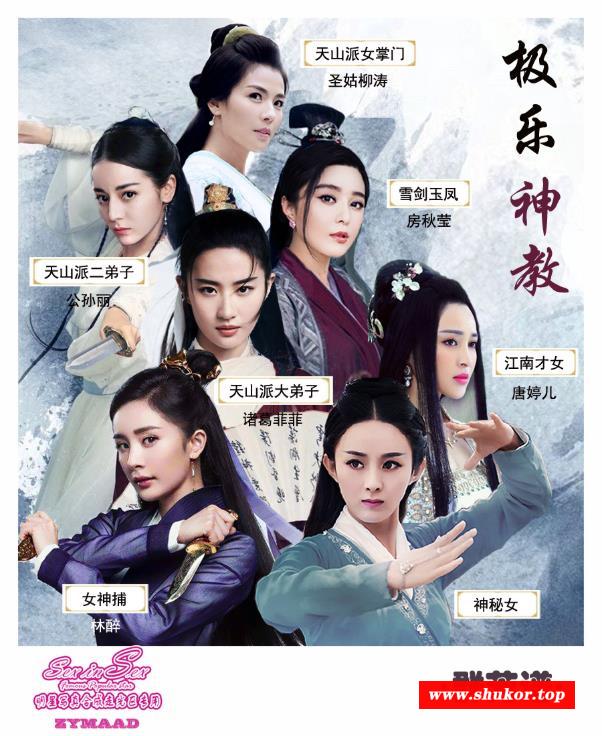 天山派女掌门
圣姑柳涛
极乐神教
雪剑玉凤
房秋莹
天山派二弟子
公孙丽
江南才女
唐婷儿
天山派大弟子
诸葛菲菲
女神捕
林醉
神秘女
Sex in Sex
famous Popular star
ZYMAAD
www.shukor.top